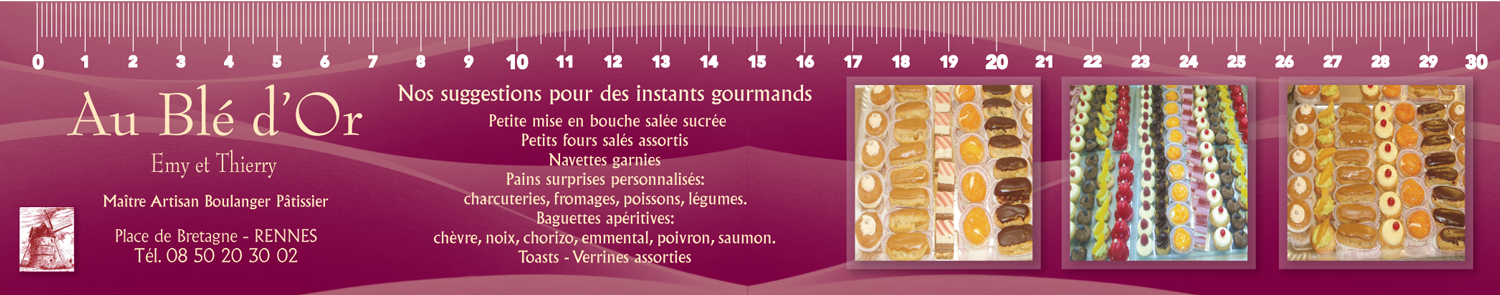 0 1 2 3 4 5 6 7 8 9 10 11 12 13 14 15 16 17 18 19 20 21 22 23 24 25 26 27 28 29 30
Au Blé d'Or
Emy et Thierry
Maître Artisan Boulanger Pâtissier
Place de Bretagne - RENNES
Tél. 08 50 20 30 02
Nos suggestions pour des instants gourmands
Petite mise en bouche salée sucrée
Petits fours salés assortis
Navettes garnies
Pains surprises personnalisés:
charcuteries, fromages, poissons, légumes.
Baguettes apéritives:
chèvre, noix, chorizo, emmental, poivron, saumon.
Toasts - Verrines assorties